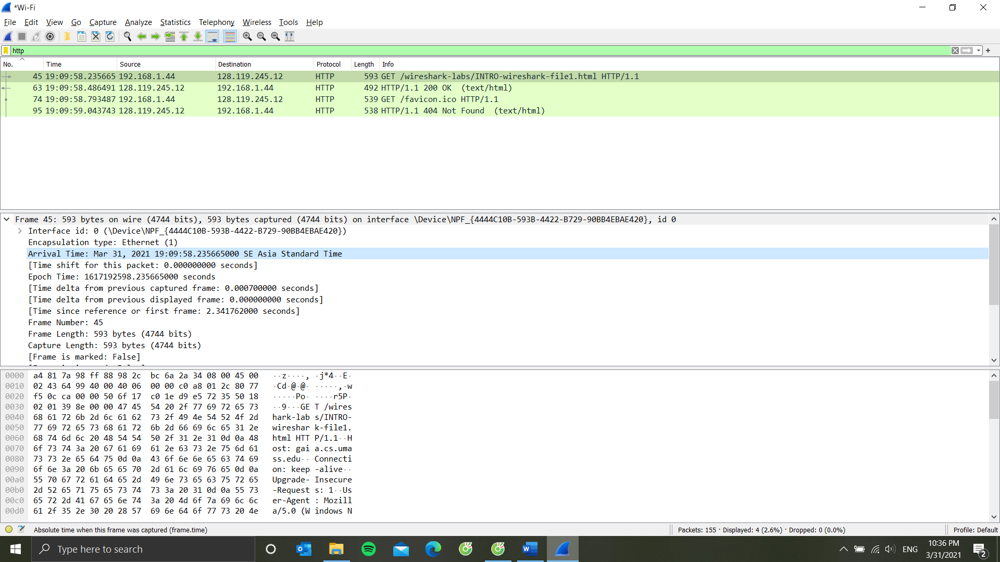 *Wi-Fi
File Edit View Go Capture Analyze Statistics Telephony Wireless Tools Help
http
No. Time Source Destination Protocol Length Info
45 19:09:58.235665 192.168.1.44 128.119.245.12 HTTP 593 GET /wireshark-labs/INTRO-wireshark-file1.html HTTP/1.1
63 19:09:58.486491 128.119.245.12 192.168.1.44 HTTP 492 HTTP/1.1 200 OK (text/html)
74 19:09:58.793487 192.168.1.44 128.119.245.12 HTTP 539 GET /favicon.ico HTTP/1.1
95 19:09:59.043743 128.119.245.12 192.168.1.44 HTTP 538 HTTP/1.1 404 Not Found (text/html)
Frame 45: 593 bytes on wire (4744 bits), 593 bytes captured (4744 bits) on interface \Device\NPF_{4444C10B-593B-4422-B729-90BB4EBAE420}, id 0
Interface id: 0 (\Device\NPF_{4444C10B-593B-4422-B729-90BB4EBAE420})
Encapsulation type: Ethernet (1)
Arrival Time: Mar 31, 2021 19:09:58.235665000 SE Asia Standard Time
[Time shift for this packet: 0.000000000 seconds]
Epoch Time: 1617192598.235665000 seconds
[Time delta from previous captured frame: 0.000700000 seconds]
[Time delta from previous displayed frame: 0.000000000 seconds]
[Time since reference or first frame: 2.341762000 seconds]
Frame Number: 45
Frame Length: 593 bytes (4744 bits)
Capture Length: 593 bytes (4744 bits)
[Frame is marked: False]
0000 a4 81 7a 98 ff 88 98 2c bc 6a 2a 34 08 00 45 00 ··z····, ·j*4··E·
0010 02 43 64 99 40 00 40 06 00 00 c0 a8 01 2c 80 77 ·Cd·@·@· ·····,·w
0020 f5 0c ca 00 00 50 6f 17 c0 1e d9 e5 72 35 50 18 ·····Po· ····r5P·
0030 02 01 39 8e 00 00 47 45 54 20 2f 77 69 72 65 73 ··9···GE T /wires
0040 68 61 72 6b 2d 6c 61 62 73 2f 49 4e 54 52 4f 2d hark-lab s/INTRO-
0050 77 69 72 65 73 68 61 72 6b 2d 66 69 6c 65 31 2e wireshar k-file1.
0060 68 74 6d 6c 20 48 54 54 50 2f 31 2e 31 0d 0a 48 html HTT P/1.1··H
0070 6f 73 74 3a 20 67 61 69 61 2e 63 73 2e 75 6d 61 ost: gai a.cs.uma
0080 73 73 2e 65 64 75 0d 0a 43 6f 6e 6e 65 63 74 69 ss.edu·· Connecti
0090 6f 6e 3a 20 6b 65 65 70 2d 61 6c 69 76 65 0d 0a on: keep -alive··
00a0 55 70 67 72 61 64 65 2d 49 6e 73 65 63 75 72 65 Upgrade- Insecure
00b0 2d 52 65 71 75 65 73 74 73 3a 20 31 0d 0a 55 73 -Request s: 1··Us
00c0 65 72 2d 41 67 65 6e 74 3a 20 4d 6f 7a 69 6c 6c er-Agent : Mozill
00d0 61 2f 35 2e 30 20 28 57 69 6e 64 6f 77 73 20 4e a/5.0 (W indows N
Absolute time when this frame was captured (frame.time) Packets: 155 · Displayed: 4 (2.6%) · Dropped: 0 (0.0%) Profile: Default
Type here to search
ENG
10:36 PM
3/31/2021
2